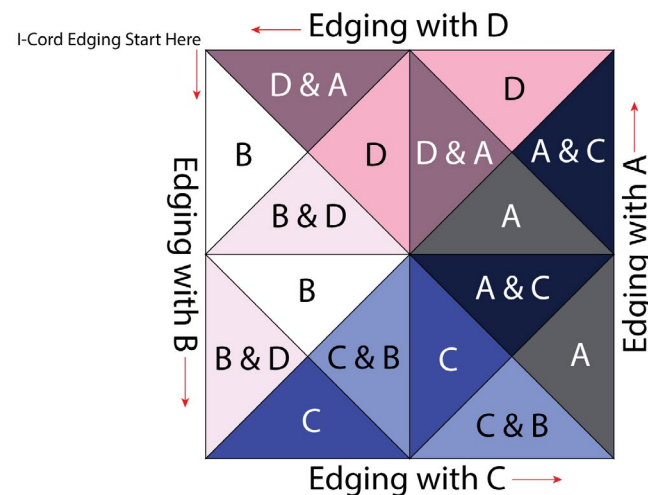 Edging with D
I-Cord Edging Start Here
D & A
D
B
D
D & A
A & C
B & D
A
Edging with B
Edging with A
B
A & C
B & D
C & B
C
A
C
C & B
Edging with C